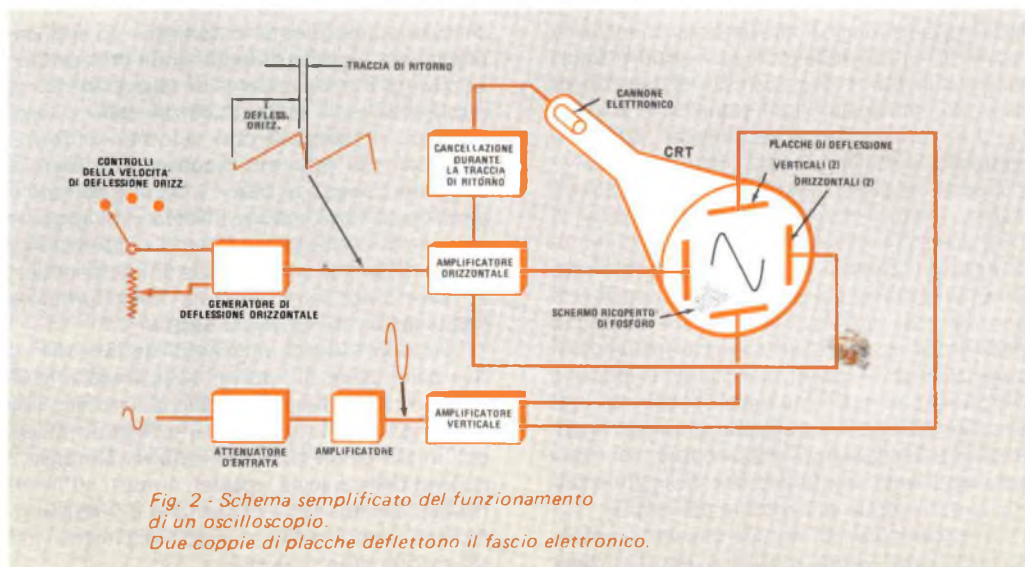 TRACCIA DI RITORNO
DEFLESS.
ORIZZ.
CONTROLLI
DELLA VELOCITA'
DI DEFLESSIONE ORIZZ.
GENERATORE DI
DEFLESSIONE ORIZZONTALE
CANCELLAZIONE
DURANTE
LA TRACCIA
DI RITORNO
AMPLIFICATORE
ORIZZONTALE
CANNONE
ELETTRONICO
CRT
PLACCHE DI DEFLESSIONE
VERTICALI (2)
ORIZZONTALI (2)
SCHERMO RICOPERTO
DI FOSFORO
ATTENUATORE
D'ENTRATA
AMPLIFICATORE
AMPLIFICATORE
VERTICALE
Fig. 2 - Schema semplificato del funzionamento
di un oscilloscopio.
Due coppie di placche deflettono il fascio elettronico.